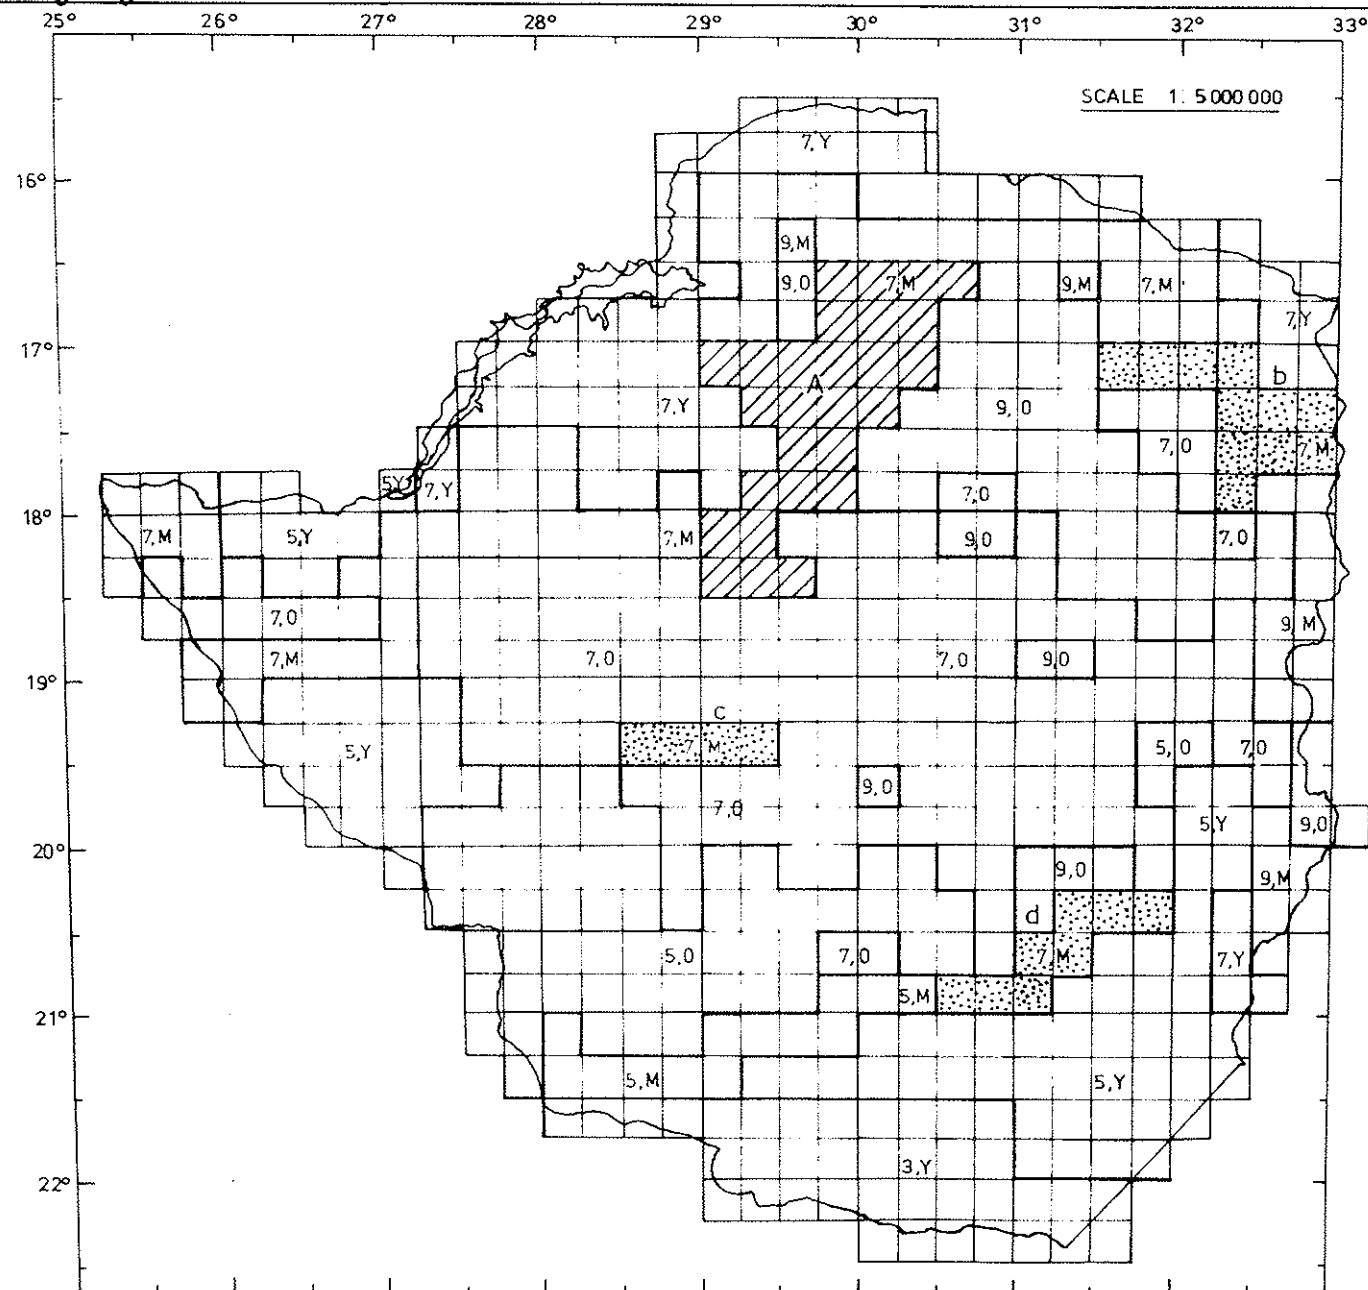 25° 26° 27° 28° 29° 30° 31° 32° 33°
SCALE 1: 5 000 000
7,Y
16°
9,M
9,0 7,M 9,M 7,M
7,Y
17°
A b
7,Y 9,0
7,0 7,M
5Y 7,Y 7,0
18°
7,M 5,Y 7,M 9,0 7,0
7,0 9,M
7,M 7,0 7,0 9,0
19°
c
5,Y 7 M 5,0 7,0
9,0
7,0 5,Y 9,0
20°
9,0 9,M
d
5,0 7,0 7,M 7,Y
5,M
21°
5,M 5,Y
3,Y
22°